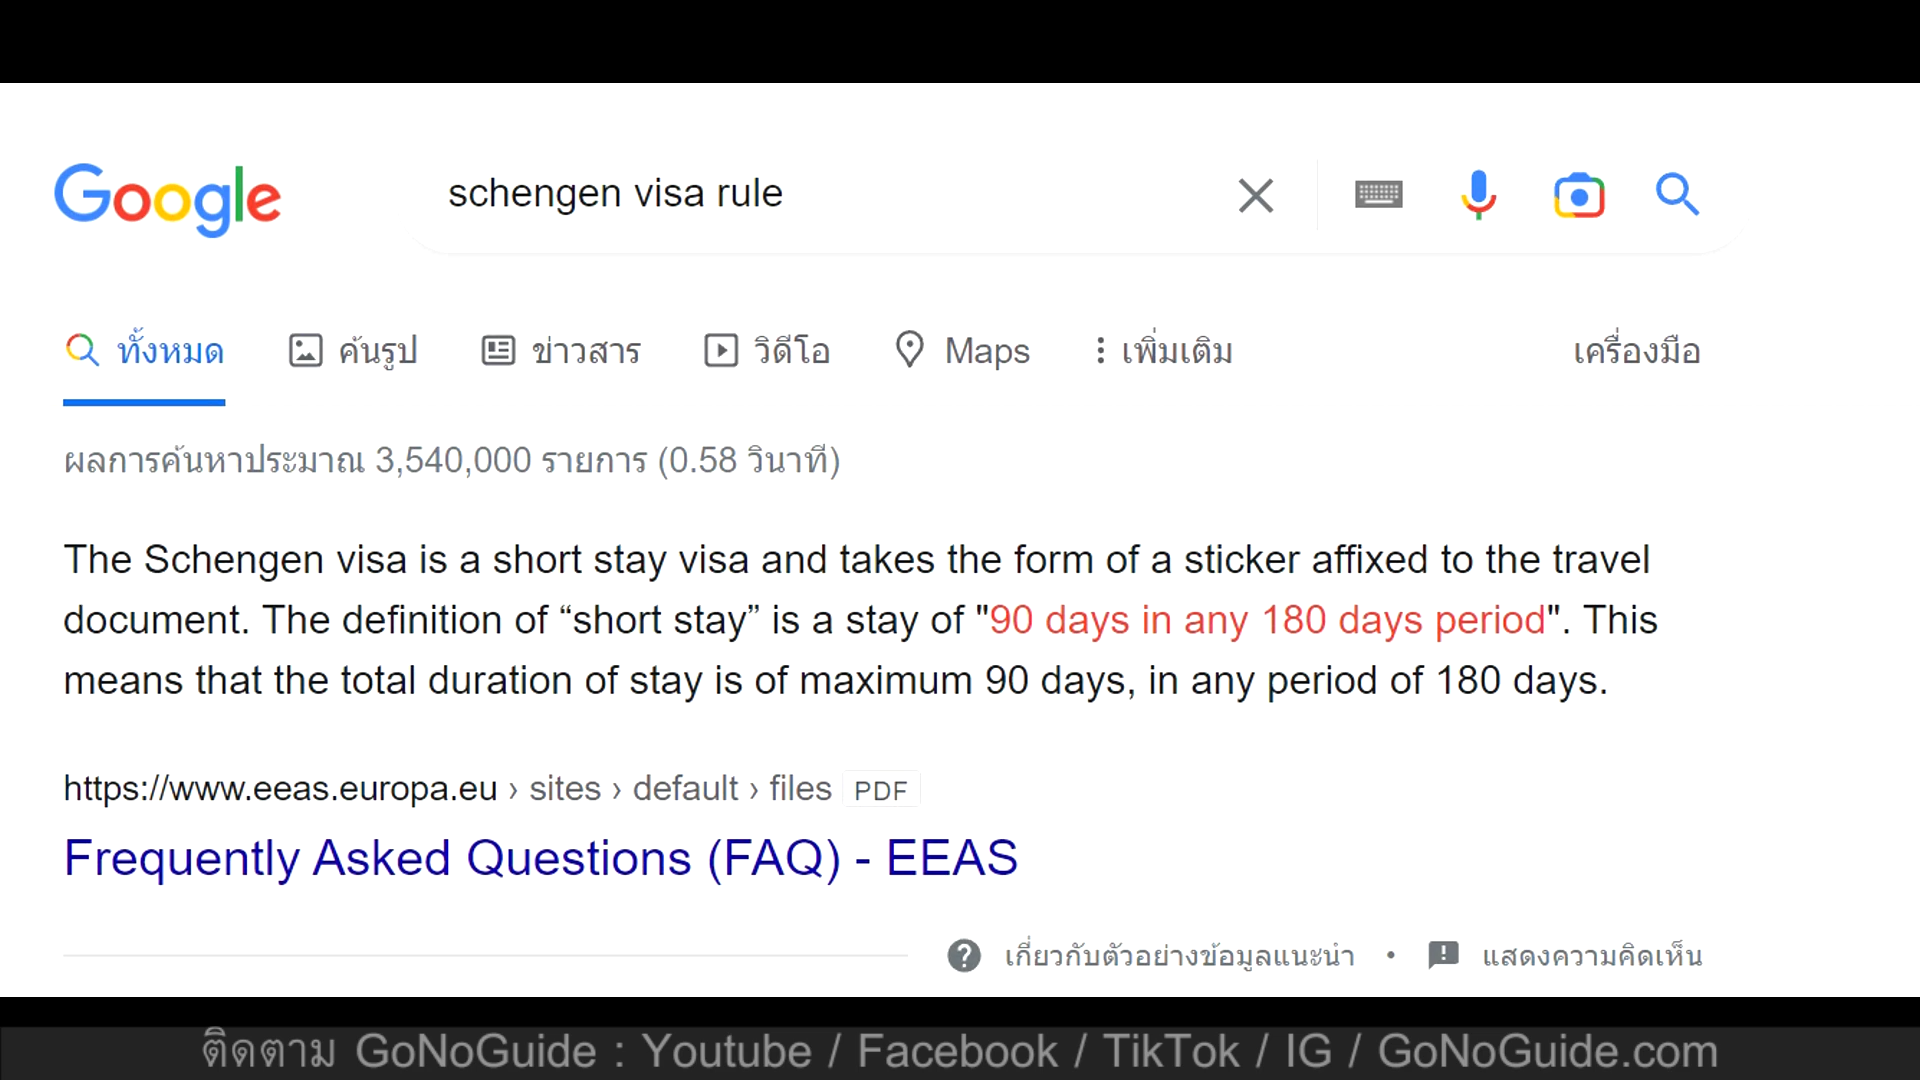 Google
schengen visa rule
ทั้งหมด ค้นรูป ข่าวสาร วิดีโอ Maps เพิ่มเติม เครื่องมือ
ผลการค้นหาประมาณ 3,540,000 รายการ (0.58 วินาที)
The Schengen visa is a short stay visa and takes the form of a sticker affixed to the travel
document. The definition of “short stay” is a stay of "90 days in any 180 days period". This
means that the total duration of stay is of maximum 90 days, in any period of 180 days.
https://www.eeas.europa.eu › sites › default › files PDF
Frequently Asked Questions (FAQ) - EEAS
เกี่ยวกับตัวอย่างข้อมูลแนะนำ • แสดงความคิดเห็น
ติดตาม GoNoGuide : Youtube / Facebook / TikTok / IG / GoNoGuide.com